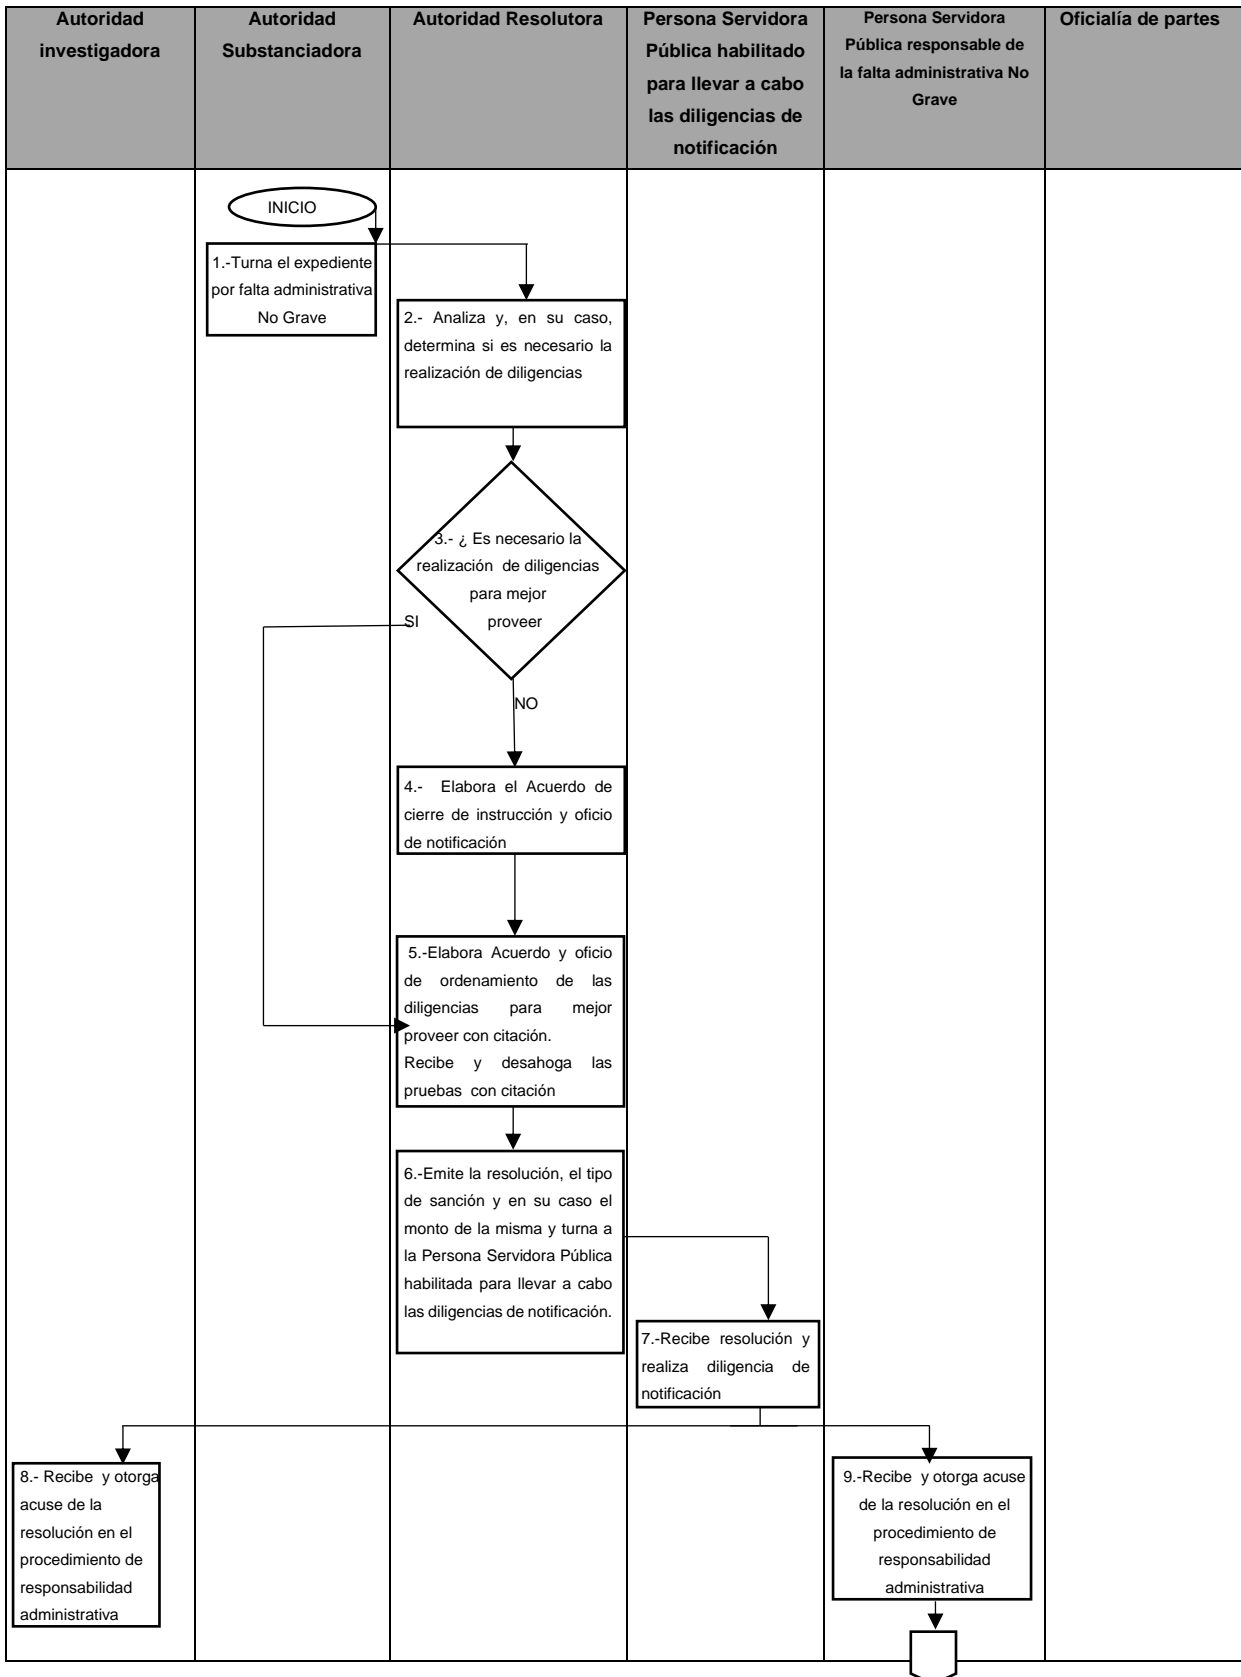 Autoridad
investigadora
Autoridad
Substanciadora
Autoridad Resolutora
Persona Servidora
Pública habilitado
para llevar a cabo
las diligencias de
notificación
Persona Servidora
Pública responsable de
la falta administrativa No
Grave
Oficialía de partes
INICIO
1.-Turna el expediente
por falta administrativa
No Grave
2.- Analiza y, en su caso,
determina si es necesario la
realización de diligencias
3.- ¿ Es necesario la
realización de diligencias
para mejor
proveer
SI
NO
4.- Elabora el Acuerdo de
cierre de instrucción y oficio
de notificación
5.-Elabora Acuerdo y oficio
de ordenamiento de las
diligencias para mejor
proveer con citación.
Recibe y desahoga las
pruebas con citación
6.-Emite la resolución, el tipo
de sanción y en su caso el
monto de la misma y turna a
la Persona Servidora Pública
habilitada para llevar a cabo
las diligencias de notificación.
7.-Recibe resolución y
realiza diligencia de
notificación
8.- Recibe y otorga
acuse de la
resolución en el
procedimiento de
responsabilidad
administrativa
9.-Recibe y otorga acuse
de la resolución en el
procedimiento de
responsabilidad
administrativa